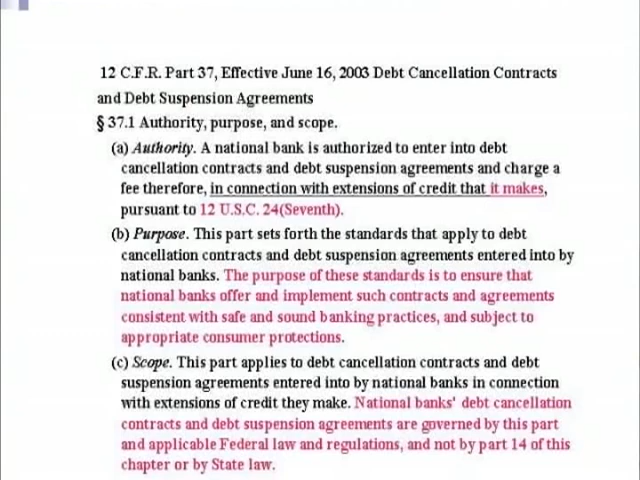 12 C.F.R. Part 37, Effective June 16, 2003 Debt Cancellation Contracts
and Debt Suspension Agreements
§ 37.1 Authority, purpose, and scope.
(a) Authority. A national bank is authorized to enter into debt
cancellation contracts and debt suspension agreements and charge a
fee therefore, in connection with extensions of credit that it makes,
pursuant to 12 U.S.C. 24(Seventh).
(b) Purpose. This part sets forth the standards that apply to debt
cancellation contracts and debt suspension agreements entered into by
national banks. The purpose of these standards is to ensure that
national banks offer and implement such contracts and agreements
consistent with safe and sound banking practices, and subject to
appropriate consumer protections.
(c) Scope. This part applies to debt cancellation contracts and debt
suspension agreements entered into by national banks in connection
with extensions of credit they make. National banks' debt cancellation
contracts and debt suspension agreements are governed by this part
and applicable Federal law and regulations, and not by part 14 of this
chapter or by State law.